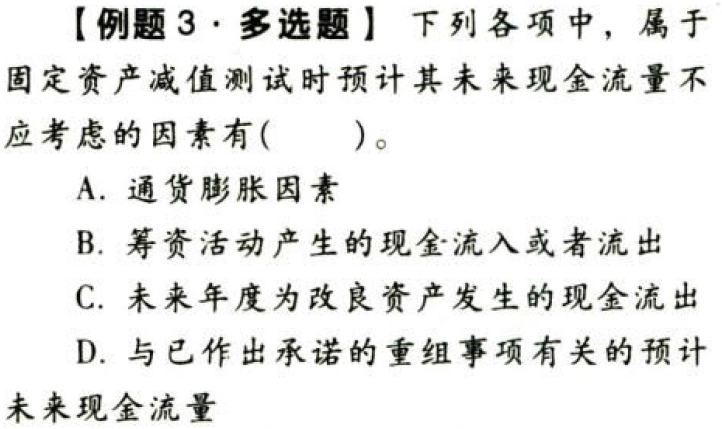 【例题3·多选题】 下列各项中，属于
固定资产减值测试时预计其未来现金流量不
应考虑的因素有(　　)。
A. 通货膨胀因素
B. 筹资活动产生的现金流入或者流出
C. 未来年度为改良资产发生的现金流出
D. 与已作出承诺的重组事项有关的预计
未来现金流量